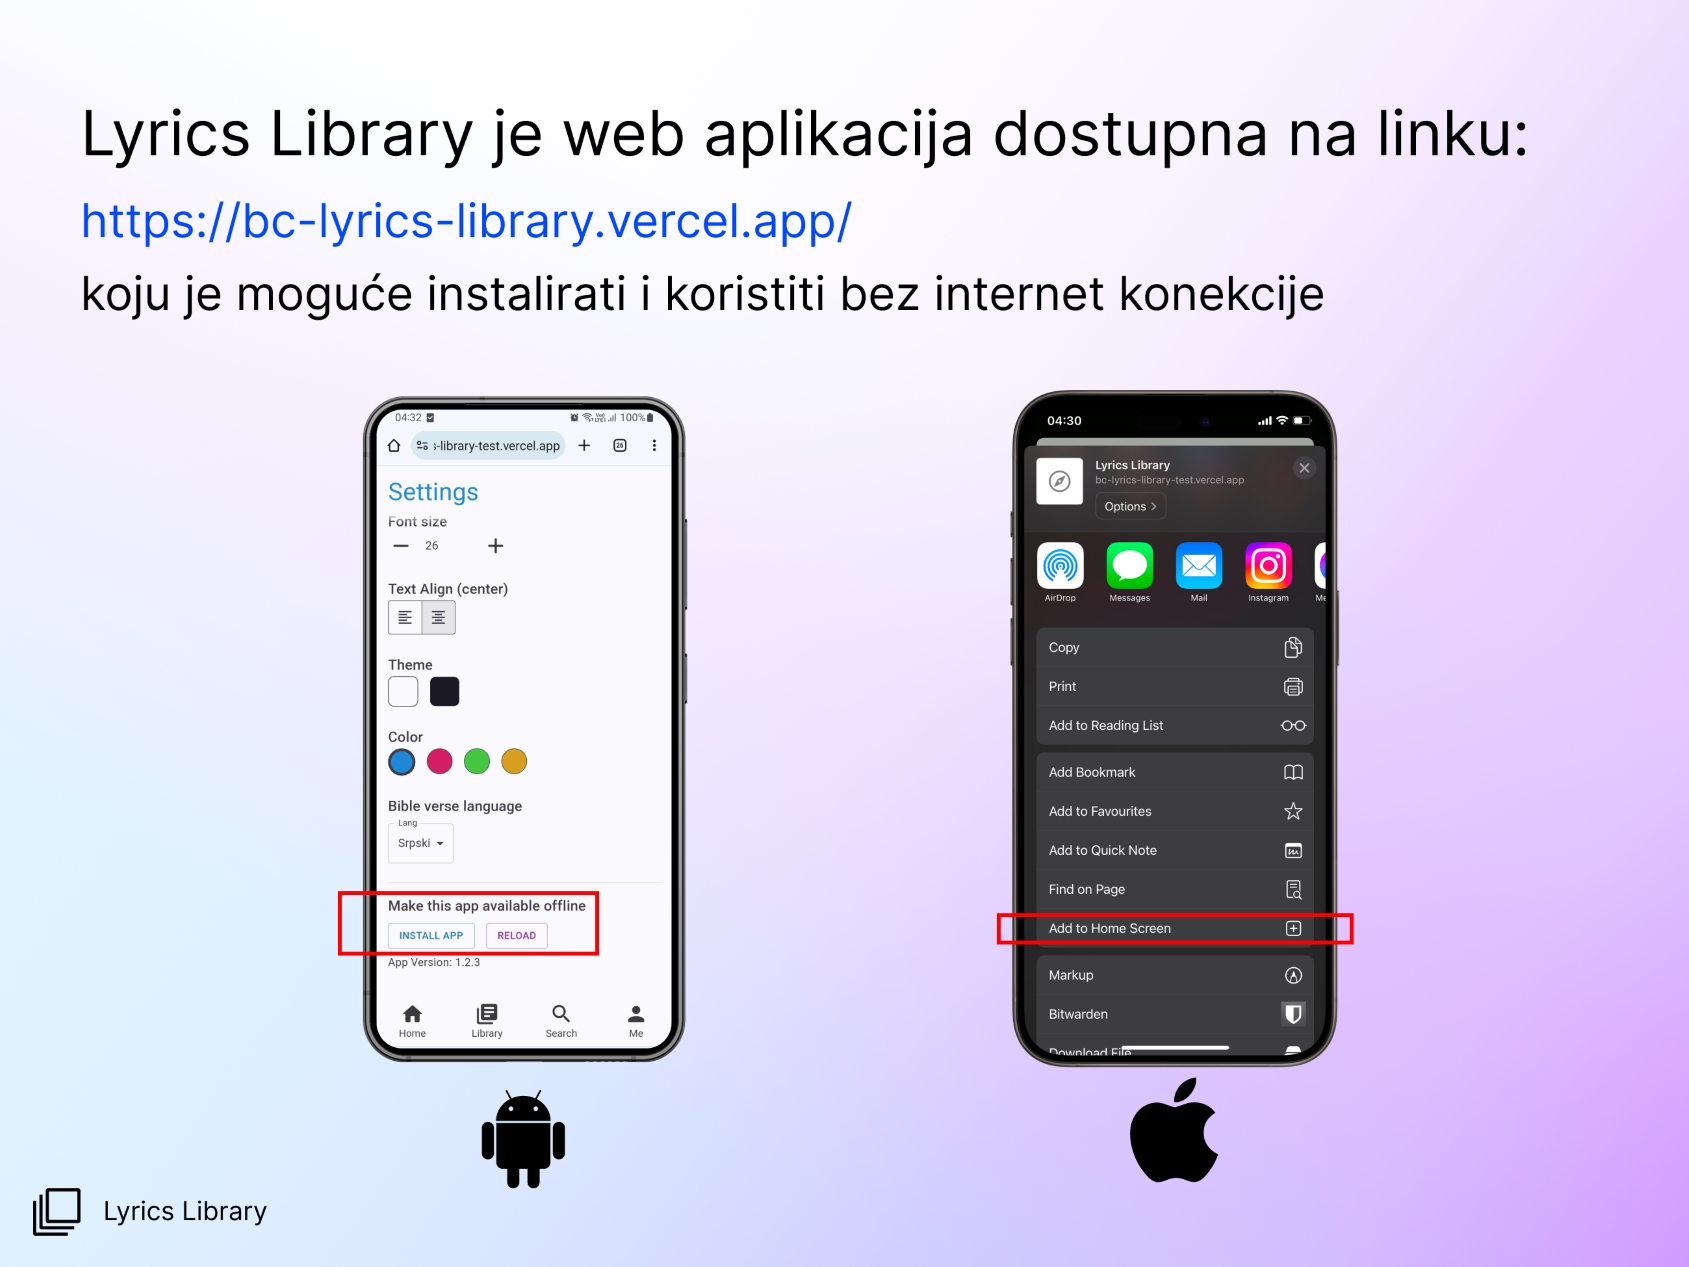 Lyrics Library je web aplikacija dostupna na linku:
https://bc-lyrics-library.vercel.app/
koju je moguće instalirati i koristiti bez internet konekcije
04:32
100%
s-library-test.vercel.app
26
Settings
Font size
26
Text Align (center)
Theme
Color
Bible verse language
Lang
Srpski
Make this app available offline
INSTALL APP
RELOAD
App Version: 1.2.3
Home
Library
Search
Me
04:30
Lyrics Library
bc-lyrics-library-test.vercel.app
Options
AirDrop
Messages
Mail
Instagram
Me
Copy
Print
Add to Reading List
Add Bookmark
Add to Favourites
Add to Quick Note
Find on Page
Add to Home Screen
Markup
Bitwarden
Download File
Lyrics Library